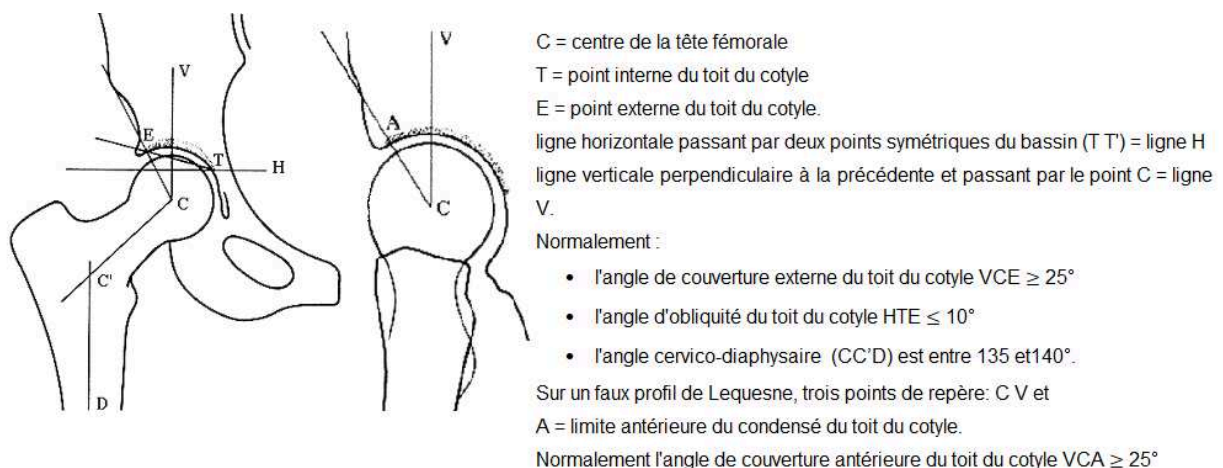 V
E
T
H
C
C'
D
V
A
C
C = centre de la tête fémorale
T = point interne du toit du cotyle
E = point externe du toit du cotyle.
ligne horizontale passant par deux points symétriques du bassin (T T') = ligne H
ligne verticale perpendiculaire à la précédente et passant par le point C = ligne
V.
Normalement :
• l'angle de couverture externe du toit du cotyle VCE ≥ 25°
• l'angle d'obliquité du toit du cotyle HTE ≤ 10°
• l'angle cervico-diaphysaire (CC'D) est entre 135 et140°.
Sur un faux profil de Lequesne, trois points de repère: C V et
A = limite antérieure du condensé du toit du cotyle.
Normalement l'angle de couverture antérieure du toit du cotyle VCA ≥ 25°